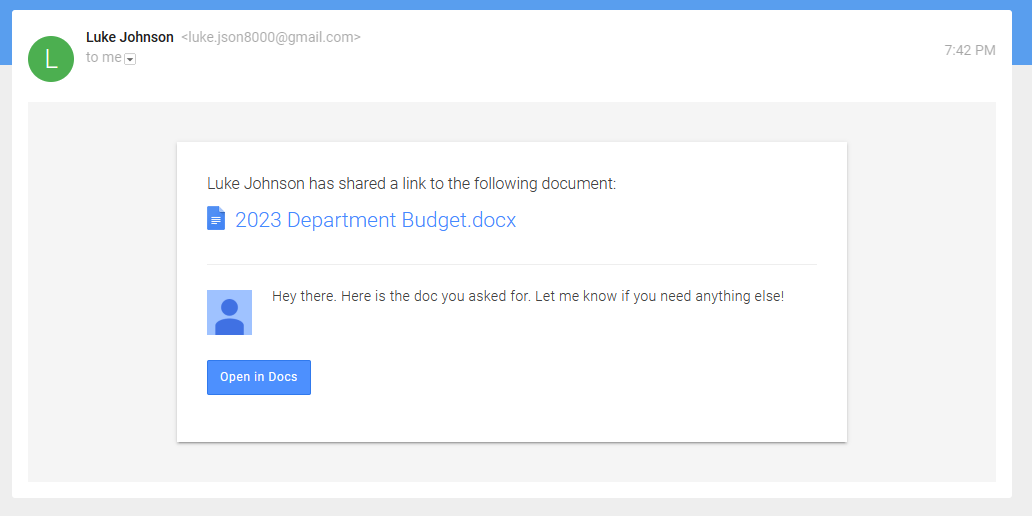 L
Luke Johnson <luke.json8000@gmail.com>
to me
7:42 PM
Luke Johnson has shared a link to the following document:
2023 Department Budget.docx
Hey there. Here is the doc you asked for. Let me know if you need anything else!
Open in Docs